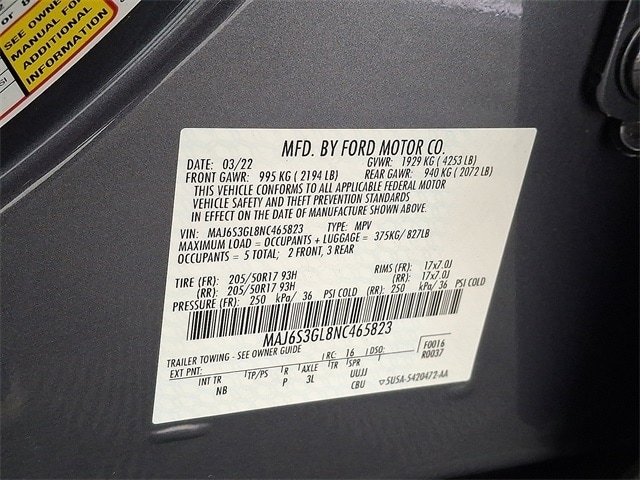 or 8
SEE OWNER
MANUAL FOR
ADDITIONAL
INFORMATION
MFD. BY FORD MOTOR CO.
DATE: 03/22 GVWR: 1929 KG ( 4253 LB)
FRONT GAWR: 995 KG ( 2194 LB) REAR GAWR: 940 KG ( 2072 LB)
THIS VEHICLE CONFORMS TO ALL APPLICABLE FEDERAL MOTOR
VEHICLE SAFETY AND THEFT PREVENTION STANDARDS
IN EFFECT ON THE DATE OF MANUFACTURE SHOWN ABOVE.
VIN: MAJ6S3GL8NC465823 TYPE: MPV
MAXIMUM LOAD = OCCUPANTS + LUGGAGE = 375KG/ 827LB
OCCUPANTS = 5 TOTAL; 2 FRONT, 3 REAR
TIRE (FR): 205/50R17 93H RIMS (FR): 17x7.0J
(RR): 205/50R17 93H (RR): 17x7.0J
PRESSURE (FR): 250 kPa/ 36 PSI COLD (RR): 250 kPa/ 36 PSI COLD
MAJ6S3GL8NC465823
TRAILER TOWING - SEE OWNER GUIDE
EXT PNT: RC: 16 DSO: F0016
R0037
INT TR TP/PS R AXLE TR SPR
NB P 3L UUJJ
CBU 5U5A-5420472-AA